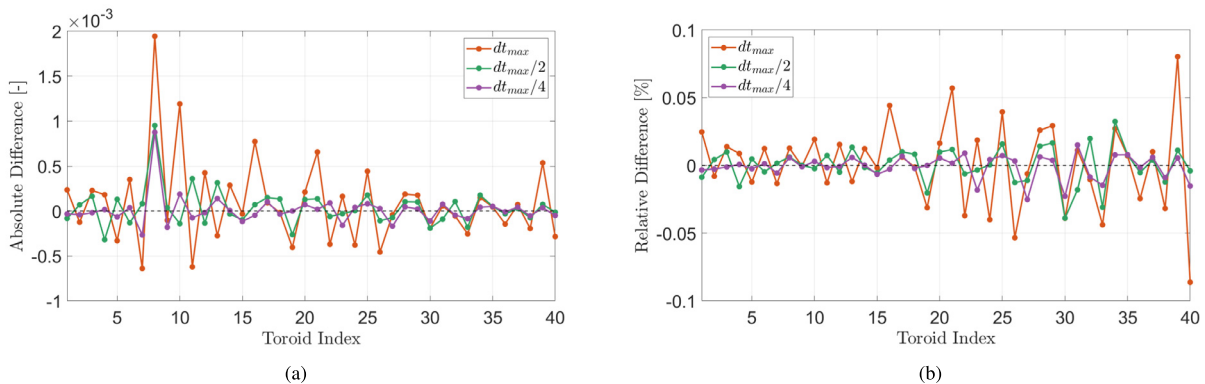 ×10⁻³
2
1.5
1
0.5
0
-0.5
-1
Absolute Difference [-]
dt_max
dt_max/2
dt_max/4
5 10 15 20 25 30 35 40
Toroid Index
(a)
0.1
0.05
0
-0.05
-0.1
Relative Difference [%]
dt_max
dt_max/2
dt_max/4
5 10 15 20 25 30 35 40
Toroid Index
(b)